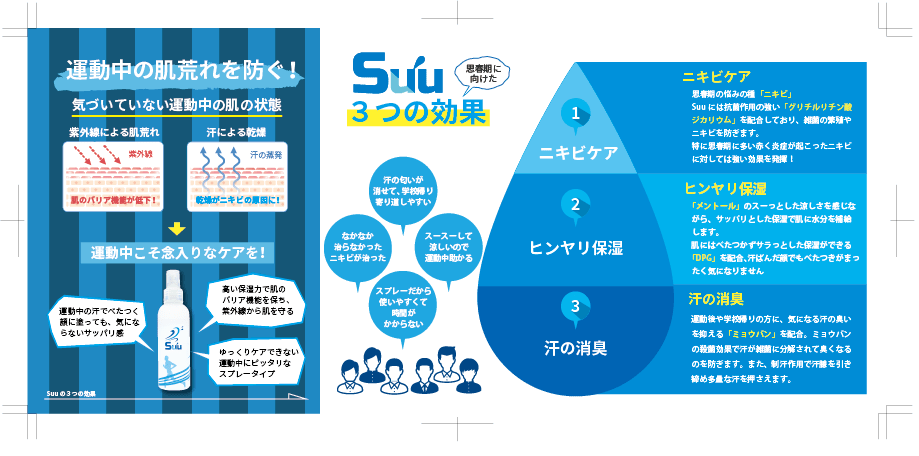 運動中の肌荒れを防ぐ！
気づいていない運動中の肌の状態
紫外線による肌荒れ
紫外線
肌のバリア機能が低下！
汗による乾燥
汗の蒸発
乾燥がニキビの原因に！
運動中こそ念入りなケアを！
運動中の汗でべたつく
顔に塗っても、気にな
らないサッパリ感
高い保湿力で肌の
バリア機能を保ち、
紫外線から肌を守る
ゆっくりケアできない
運動中にピッタリな
スプレータイプ
Suu
Suu の３つの効果
Suu
思春期に
向けた
３つの効果
汗の匂いが
消せて、学校帰り
寄り道しやすい
なかなか
治らなかった
ニキビが治った
スースーして
涼しいので
運動中助かる
スプレーだから
使いやすくて
時間が
かからない
1
ニキビケア
2
ヒンヤリ保湿
3
汗の消臭
ニキビケア
思春期の悩みの種「ニキビ」
Suu には抗菌作用の強い「グリチルリチン酸
ジカリウム」を配合しており、雑菌の繁殖や
ニキビを防ぎます。
特に思春期に多い赤く炎症が起こったニキビ
に対しては強い効果を発揮！
ヒンヤリ保湿
「メントール」のスーっとした涼しさを感じな
がら、サッパリとした保湿で肌に水分を補給
します。
肌にはべたつかずサラっとした保湿ができる
「DPG」を配合、汗ばんだ顔でもべたつきがまっ
たく気になりません
汗の消臭
運動後や学校帰りの方に、気になる汗の臭い
を抑える「ミョウバン」を配合。ミョウバン
の殺菌効果で汗が雑菌に分解されて臭くなる
のを防ぎます。また、制汗作用で汗腺を引き
締め多量な汗を押さえます。